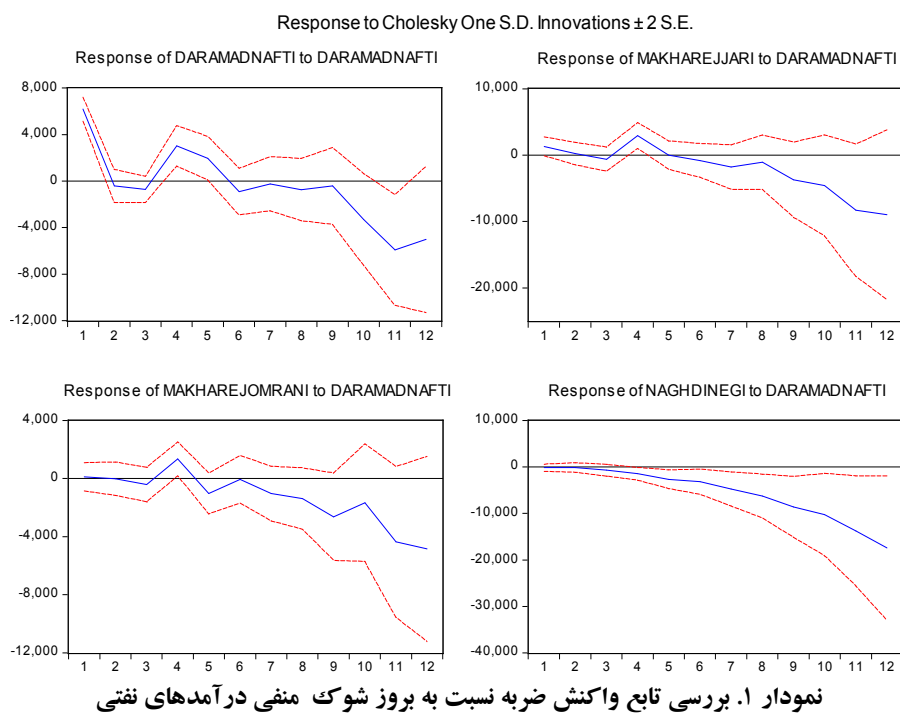 Response to Cholesky One S.D. Innovations ± 2 S.E.
Response of DARAMADNAFTI to DARAMADNAFTI
8,000
4,000
0
-4,000
-8,000
-12,000
1 2 3 4 5 6 7 8 9 10 11 12
Response of MAKHAREJJARI to DARAMADNAFTI
10,000
0
-10,000
-20,000
1 2 3 4 5 6 7 8 9 10 11 12
Response of MAKHAREJOMRANI to DARAMADNAFTI
4,000
0
-4,000
-8,000
-12,000
1 2 3 4 5 6 7 8 9 10 11 12
Response of NAGHDINEGI to DARAMADNAFTI
10,000
0
-10,000
-20,000
-30,000
-40,000
1 2 3 4 5 6 7 8 9 10 11 12
نمودار ۱. بررسی تابع واکنش ضربه نسبت به بروز شوک منفی درآمدهای نفتی